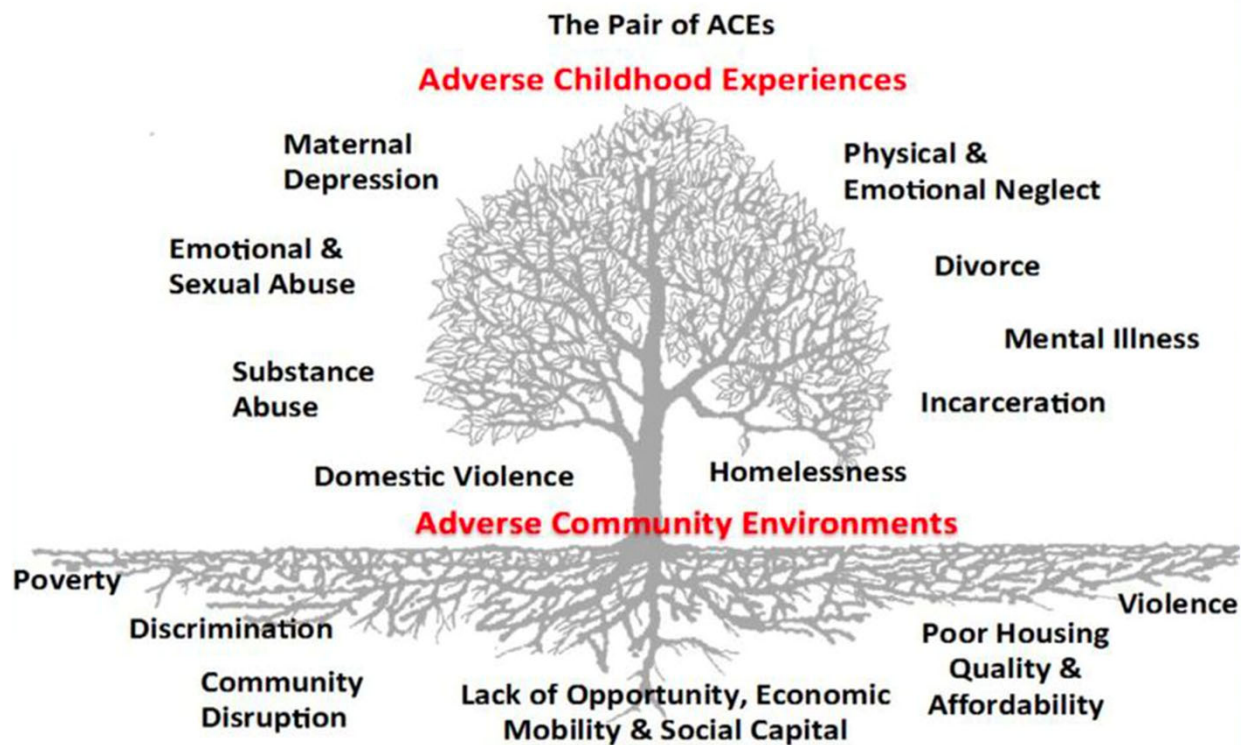 The Pair of ACEs
Adverse Childhood Experiences
Maternal
Depression
Physical &
Emotional Neglect
Emotional &
Sexual Abuse
Divorce
Mental Illness
Substance
Abuse
Incarceration
Domestic Violence
Homelessness
Adverse Community Environments
Poverty
Violence
Discrimination
Poor Housing
Quality &
Affordability
Community
Disruption
Lack of Opportunity, Economic
Mobility & Social Capital